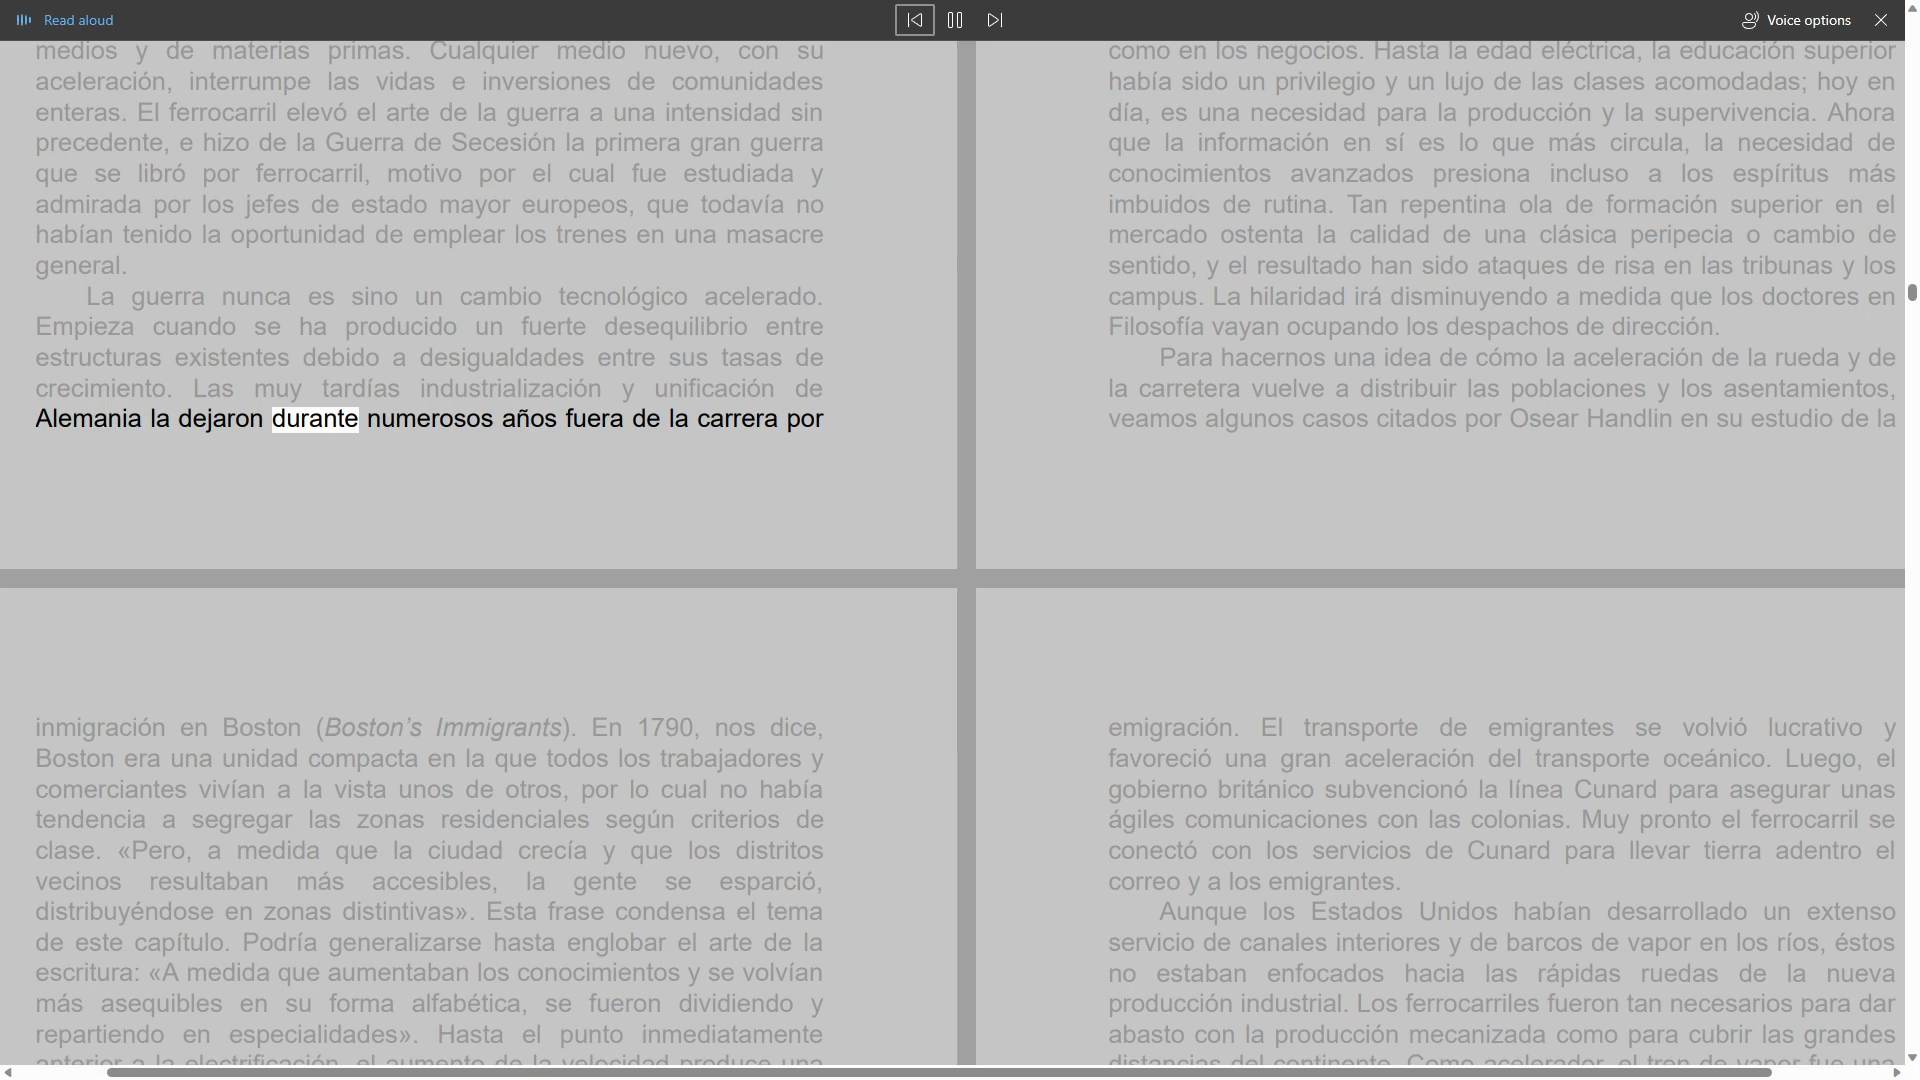 Read aloud
Voice options
medios y de materias primas. Cualquier medio nuevo, con su
aceleración, interrumpe las vidas e inversiones de comunidades
enteras. El ferrocarril elevó el arte de la guerra a una intensidad sin
precedente, e hizo de la Guerra de Secesión la primera gran guerra
que se libró por ferrocarril, motivo por el cual fue estudiada y
admirada por los jefes de estado mayor europeos, que todavía no
habían tenido la oportunidad de emplear los trenes en una masacre
general.
La guerra nunca es sino un cambio tecnológico acelerado.
Empieza cuando se ha producido un fuerte desequilibrio entre
estructuras existentes debido a desigualdades entre sus tasas de
crecimiento. Las muy tardías industrialización y unificación de
Alemania la dejaron durante numerosos años fuera de la carrera por
como en los negocios. Hasta la edad eléctrica, la educación superior
había sido un privilegio y un lujo de las clases acomodadas; hoy en
día, es una necesidad para la producción y la supervivencia. Ahora
que la información en sí es lo que más circula, la necesidad de
conocimientos avanzados presiona incluso a los espíritus más
imbuidos de rutina. Tan repentina ola de formación superior en el
mercado ostenta la calidad de una clásica peripecia o cambio de
sentido, y el resultado han sido ataques de risa en las tribunas y los
campus. La hilaridad irá disminuyendo a medida que los doctores en
Filosofía vayan ocupando los despachos de dirección.
Para hacernos una idea de cómo la aceleración de la rueda y de
la carretera vuelve a distribuir las poblaciones y los asentamientos,
veamos algunos casos citados por Osear Handlin en su estudio de la
inmigración en Boston (Boston's Immigrants). En 1790, nos dice,
Boston era una unidad compacta en la que todos los trabajadores y
comerciantes vivían a la vista unos de otros, por lo cual no había
tendencia a segregar las zonas residenciales según criterios de
clase. «Pero, a medida que la ciudad crecía y que los distritos
vecinos resultaban más accesibles, la gente se esparció,
distribuyéndose en zonas distintivas». Esta frase condensa el tema
de este capítulo. Podría generalizarse hasta englobar el arte de la
escritura: «A medida que aumentaban los conocimientos y se volvían
más asequibles en su forma alfabética, se fueron dividiendo y
repartiendo en especialidades». Hasta el punto inmediatamente
anterior a la electrificación, el aumento de la velocidad produce una
emigración. El transporte de emigrantes se volvió lucrativo y
favoreció una gran aceleración del transporte oceánico. Luego, el
gobierno británico subvencionó la línea Cunard para asegurar unas
ágiles comunicaciones con las colonias. Muy pronto el ferrocarril se
conectó con los servicios de Cunard para llevar tierra adentro el
correo y a los emigrantes.
Aunque los Estados Unidos habían desarrollado un extenso
servicio de canales interiores y de barcos de vapor en los ríos, éstos
no estaban enfocados hacia las rápidas ruedas de la nueva
producción industrial. Los ferrocarriles fueron tan necesarios para dar
abasto con la producción mecanizada como para cubrir las grandes
distancias del continente. Como acelerador, el tren de vapor fue una